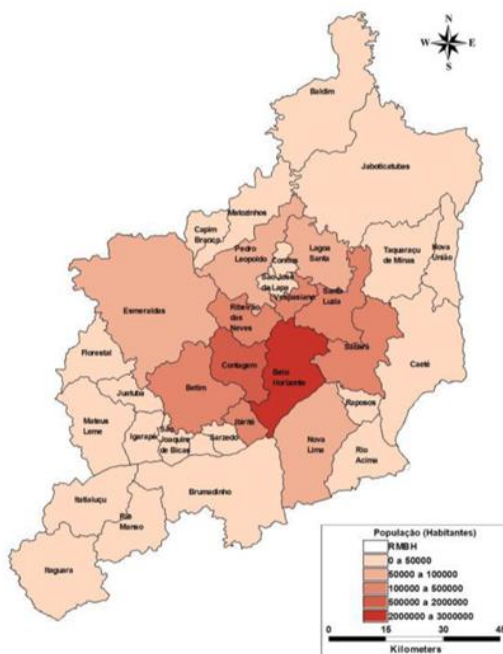 N
W E
S
Baldim
Jaboticatubas
Matozinhos
Capim
Branco
Pedro
Leopoldo
Confins
Lagoa
Santa
Taquaraçu
de Minas
Nova
União
São José
da Lapa
Vespasiano
Santa
Luzia
Esmeraldas
Ribeirão
das
Neves
Sabará
Caeté
Florestal
Contagem
Belo
Horizonte
Betim
Juatuba
Raposos
Mateus
Leme
Igarapé
São
Joaquim
de Bicas
Sarzedo
Ibirité
Nova
Lima
Rio
Acima
Itatiaiuçu
Rio
Manso
Brumadinho
Itaguara
População (Habitantes)
RMBH
0 a 50000
50000 a 100000
100000 a 500000
500000 a 2000000
2000000 a 3000000
0 15 30 45
Kilometers